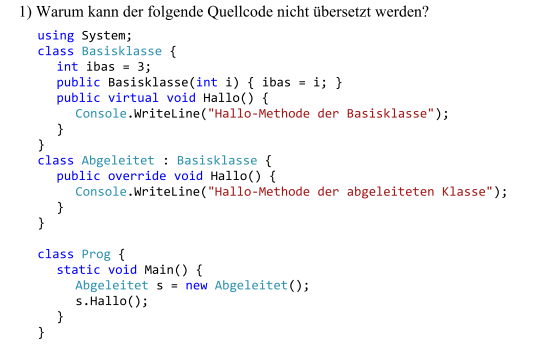 1) Warum kann der folgende Quellcode nicht übersetzt werden?
using System;
class Basisklasse {
int ibas = 3;
public Basisklasse(int i) { ibas = i; }
public virtual void Hallo() {
Console.WriteLine("Hallo-Methode der Basisklasse");
}
}
class Abgeleitet : Basisklasse {
public override void Hallo() {
Console.WriteLine("Hallo-Methode der abgeleiteten Klasse");
}
}
class Prog {
static void Main() {
Abgeleitet s = new Abgeleitet();
s.Hallo();
}
}